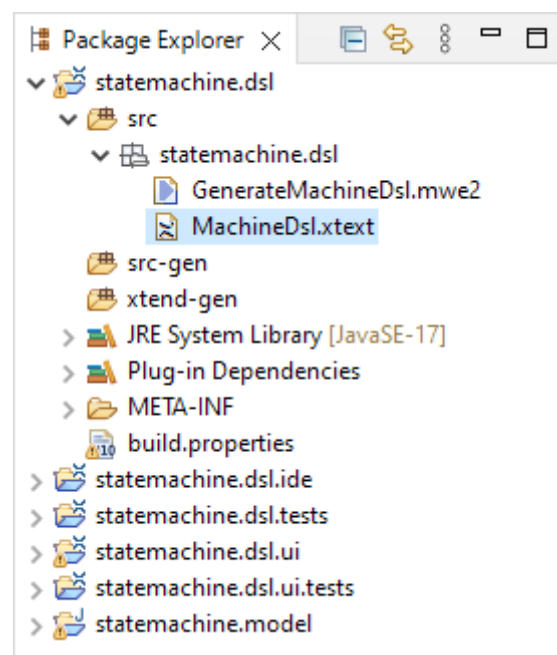 Package Explorer
statemachine.dsl
src
statemachine.dsl
GenerateMachineDsl.mwe2
MachineDsl.xtext
src-gen
xtend-gen
JRE System Library [JavaSE-17]
Plug-in Dependencies
META-INF
build.properties
statemachine.dsl.ide
statemachine.dsl.tests
statemachine.dsl.ui
statemachine.dsl.ui.tests
statemachine.model